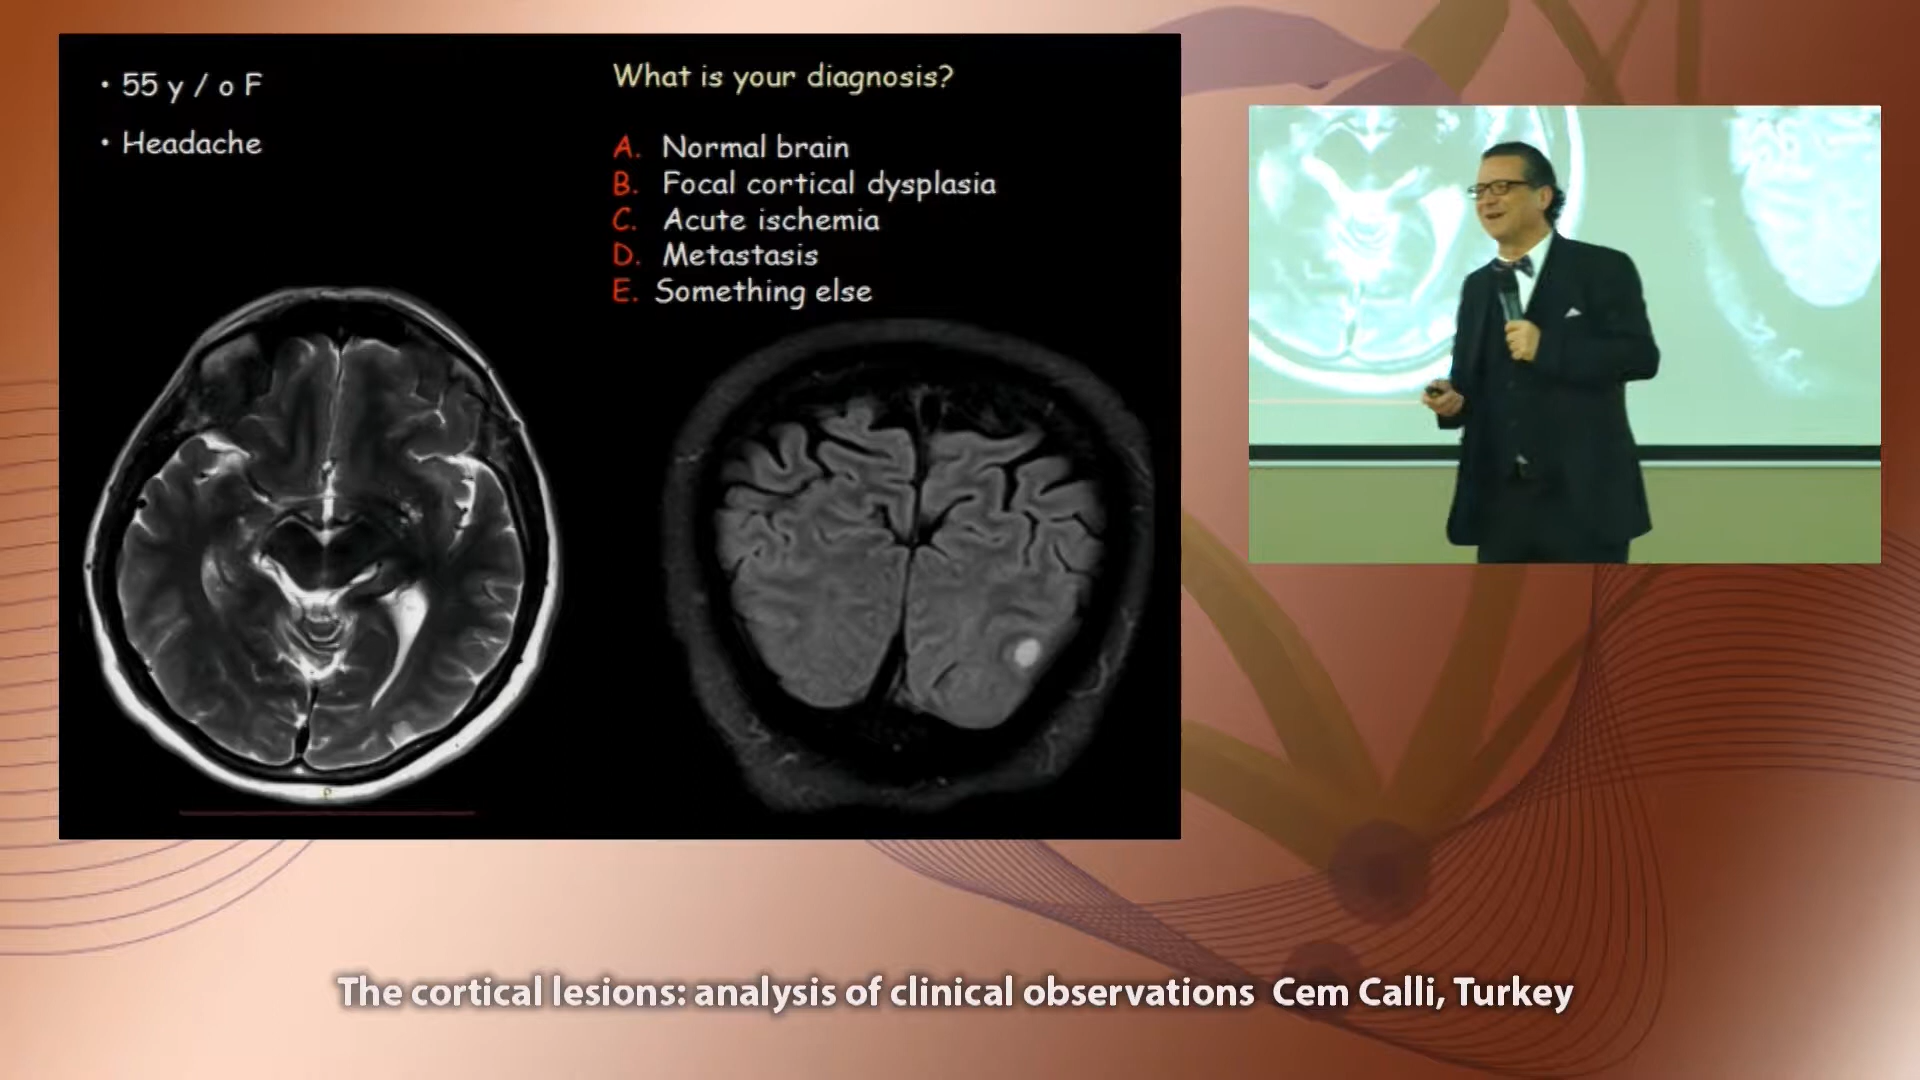 • 55 y / o F
• Headache
What is your diagnosis?
A. Normal brain
B. Focal cortical dysplasia
C. Acute ischemia
D. Metastasis
E. Something else
The cortical lesions: analysis of clinical observations Cem Calli, Turkey